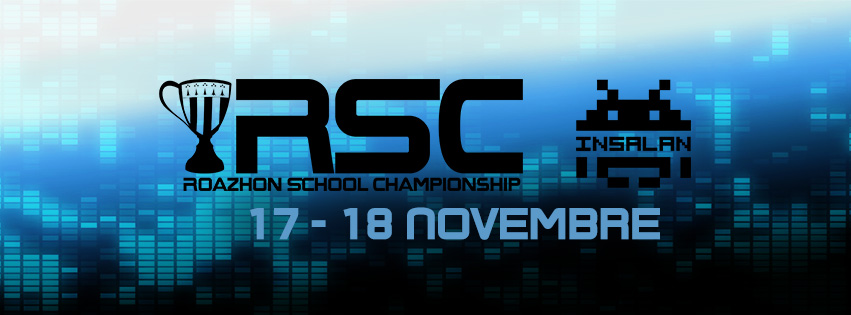 RSC
INSALAN
ROAZHON SCHOOL CHAMPIONSHIP
17 - 18 NOVEMBRE